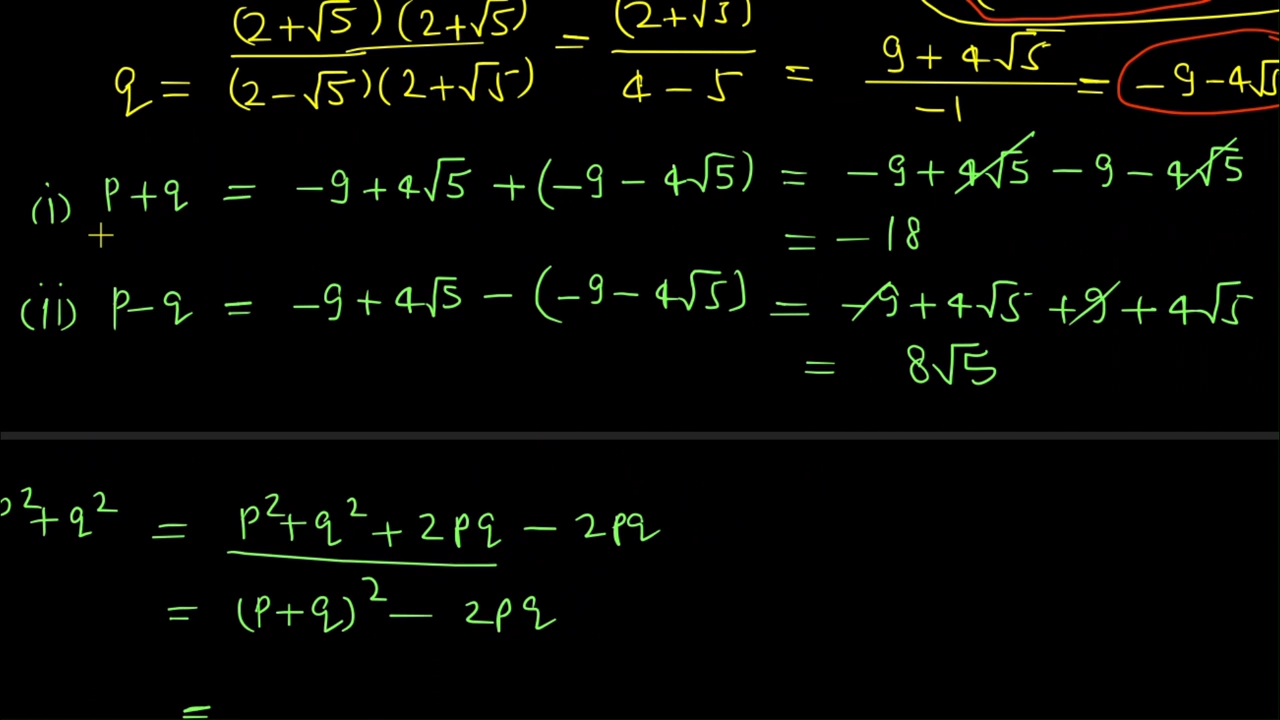 q = (2+√5)(2+√5) / (2-√5)(2+√5) = (2+√5) / 4-5 = 9+4√5 / -1 = -9-4√5
(i) p+q = -9+4√5 +(-9-4√5) = -9+4√5 -9-4√5
= -18
(ii) p-q = -9+4√5 -(-9-4√5) = -9+4√5 +9+4√5
= 8√5
p²+q² = p²+q²+2pq - 2pq
= (p+q)² - 2pq
=